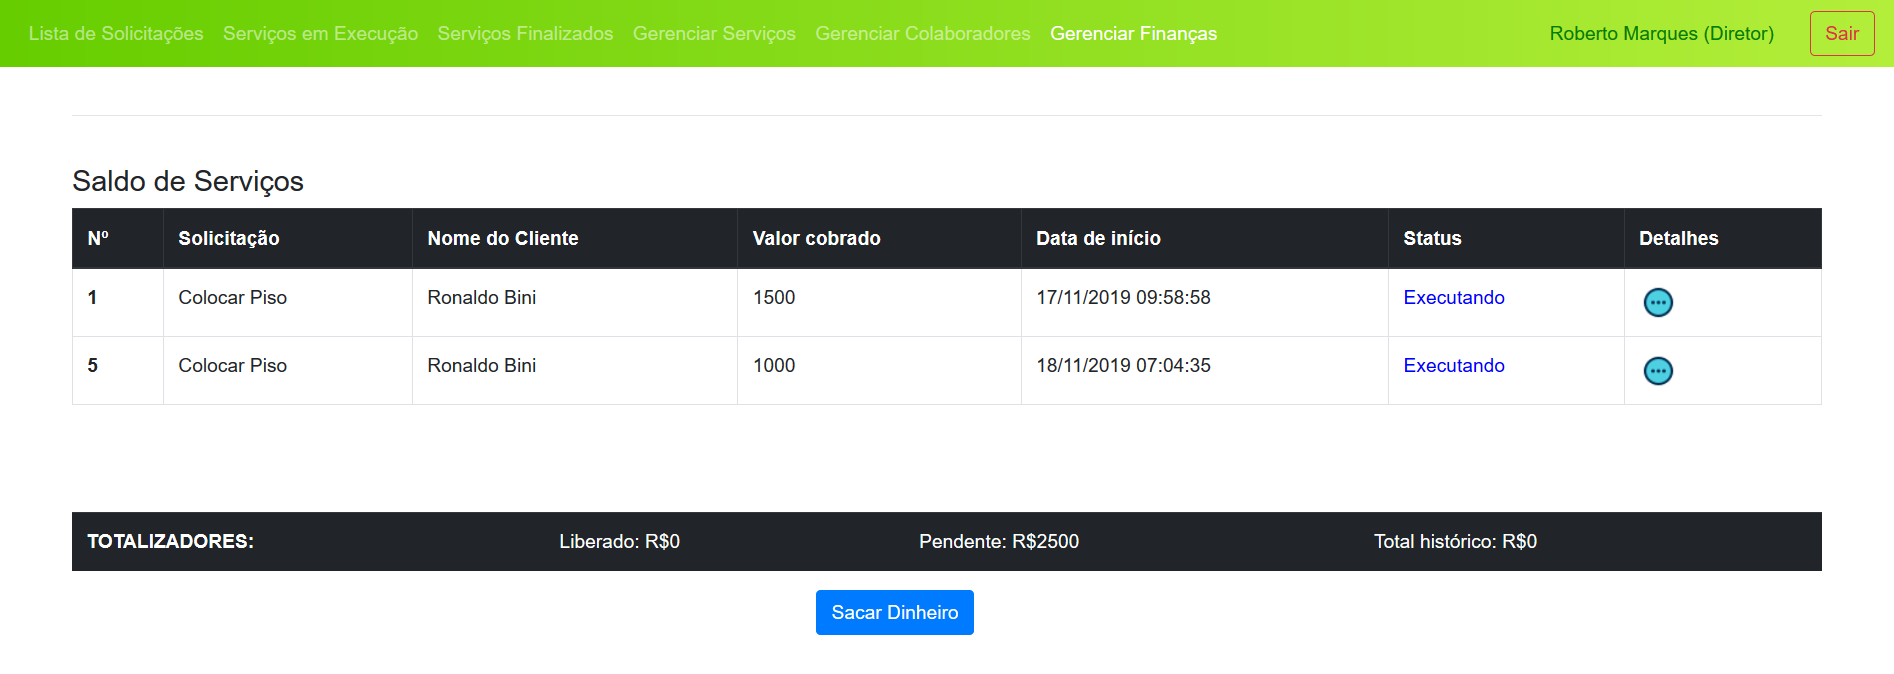 Lista de Solicitações Serviços em Execução Serviços Finalizados Gerenciar Serviços Gerenciar Colaboradores Gerenciar Finanças Roberto Marques (Diretor) Sair
Saldo de Serviços
Nº Solicitação Nome do Cliente Valor cobrado Data de início Status Detalhes
1 Colocar Piso Ronaldo Bini 1500 17/11/2019 09:58:58 Executando
5 Colocar Piso Ronaldo Bini 1000 18/11/2019 07:04:35 Executando
TOTALIZADORES: Liberado: R$0 Pendente: R$2500 Total histórico: R$0
Sacar Dinheiro